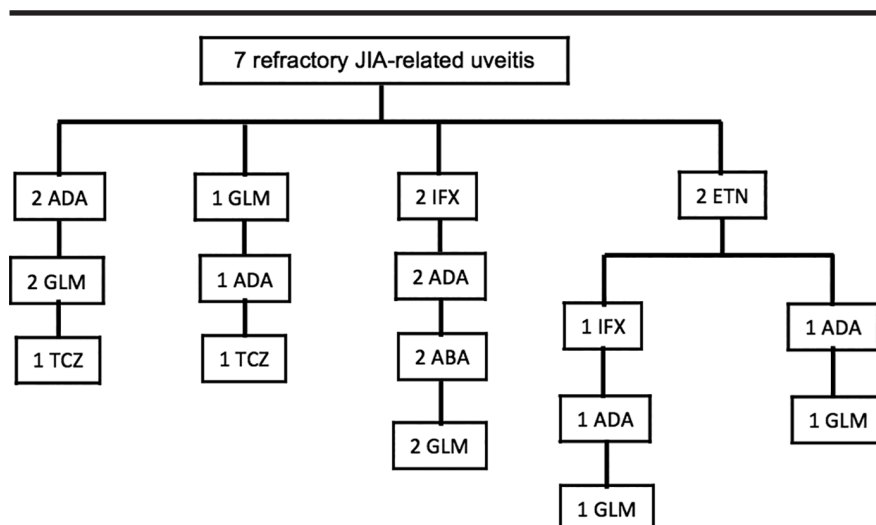 7 refractory JIA-related uveitis
2 ADA
1 GLM
2 IFX
2 ETN
2 GLM
1 ADA
2 ADA
1 IFX
1 ADA
1 TCZ
1 TCZ
2 ABA
1 ADA
1 GLM
2 GLM
1 GLM